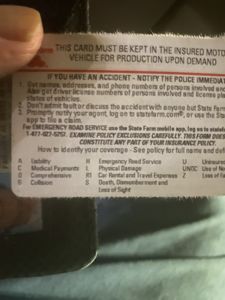 THIS CARD MUST BE KEPT IN THE INSURED MOTO
VEHICLE FOR PRODUCTION UPON DEMAND
IF YOU HAVE AN ACCIDENT - NOTIFY THE POLICE IMMEDIAT
1. Get names, addresses, and phone numbers of persons involved and
Also get driver license numbers of persons involved and license pla
states of vehicles.
2. Don't admit fault or discuss the accident with anyone but State Farm
3. Promptly notify your agent, log on to statefarm.com®, or use the Stat
app to file a claim.
For EMERGENCY ROAD SERVICE use the State Farm mobile app, log on to statef
1-877-627-5757. EXAMINE POLICY EXCLUSIONS CAREFULLY. THIS FORM DOES
CONSTITUTE ANY PART OF YOUR INSURANCE POLICY.
How to identify your coverage - See policy for full name and defi
A Liability H Emergency Road Service U Uninsure
C Medical Payments L Physical Damage UNDC Use of No
D Comprehensive R1 Car Rental and Travel Expenses Z Loss of
G Collision S Death, Dismemberment and
Loss of Sight